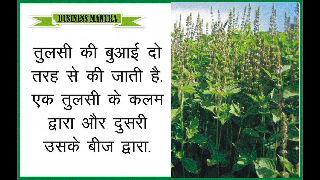 BUSINESS MANTRA
तुलसी की बुआई दो
तरह से की जाती है.
एक तुलसी के कलम
द्वारा और दुसरी
उसके बीज द्वारा.